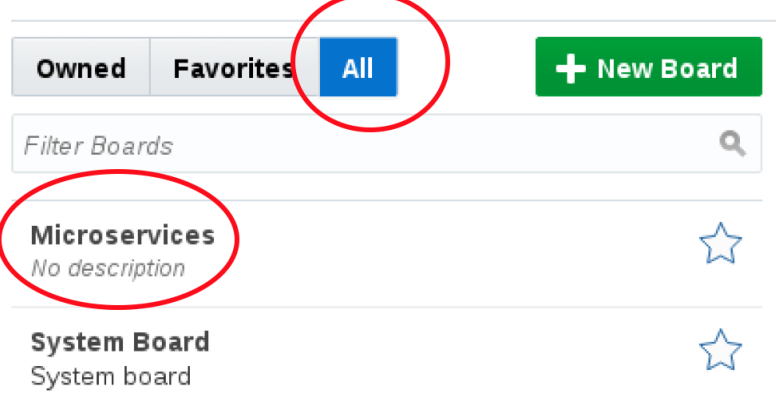 Owned Favorites All + New Board
Filter Boards
Microservices
No description
System Board
System board